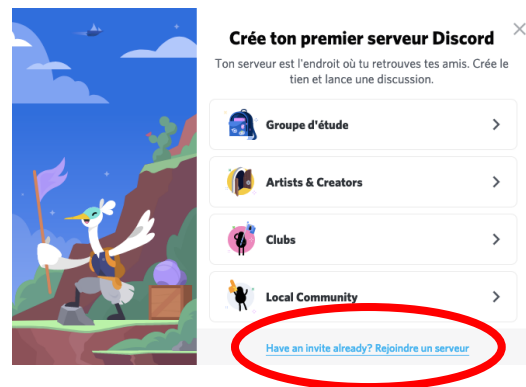 Crée ton premier serveur Discord
Ton serveur est l'endroit où tu retrouves tes amis. Crée le
tien et lance une discussion.
Groupe d'étude
Artists & Creators
Clubs
Local Community
Have an invite already? Rejoindre un serveur